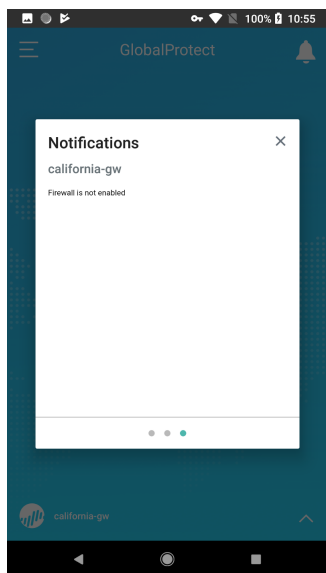 100% 10:55
GlobalProtect
Notifications
california-gw
Firewall is not enabled
california-gw